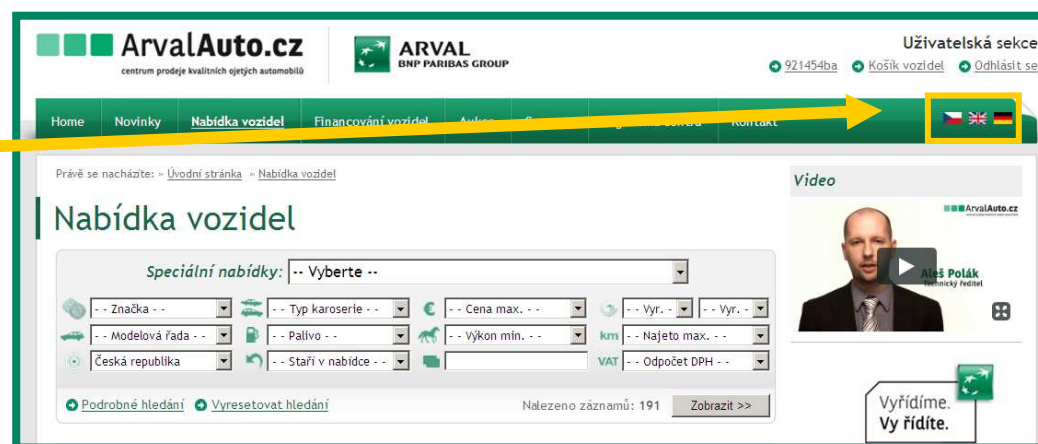 ArvalAuto.cz
centrum prodeje kvalitních ojetých automobilů
ARVAL
BNP PARIBAS GROUP
Uživatelská sekce
921454ba Košík vozidel Odhlásit se
Home Novinky Nabídka vozidel Financování vozidel Kontakt
Právě se nacházíte: » Úvodní stránka » Nabídka vozidel
Nabídka vozidel
Speciální nabídky: -- Vyberte --
- - Značka - - - - Typ karoserie - - € - - Cena max. - - - - Vyr. - - - Vyr. -
- - Modelová řada - - - - Palivo - - - - Výkon min. - - km - - Najeto max. - -
Česká republika - - Staří v nabídce - - VAT - - Odpočet DPH - -
Podrobné hledání Vyresetovat hledání Nalezeno záznamů: 191 Zobrazit >>
Video
ArvalAuto.cz
Aleš Polák
technický ředitel
Vyřídíme.
Vy řídíte.